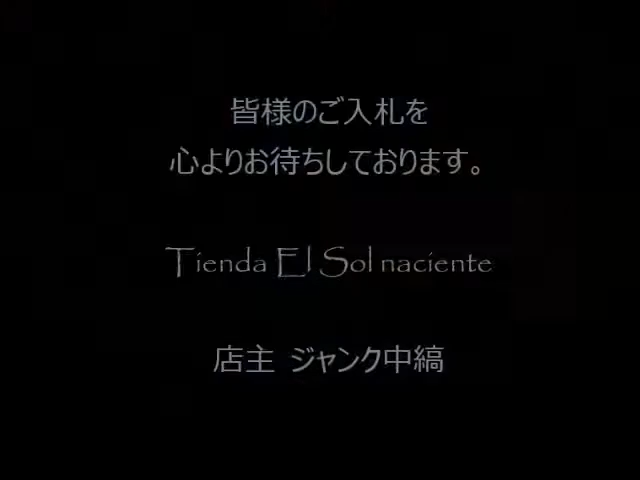 皆様のご入札を
心よりお待ちしております。
Tienda El Sol naciente
店主 ジャンク中縞